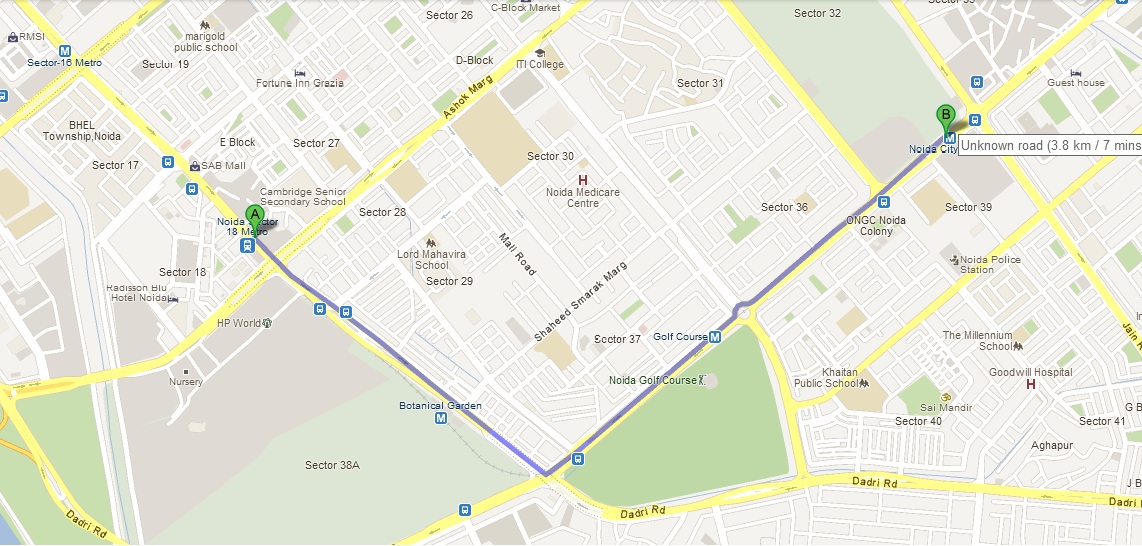 Sector 26
C-Block Market
Sector 32
RMSI
marigold
public school
Sector-16 Metro
Sector 19
D-Block
ITI College
Fortune Inn Grazia
Ashok Marg
Sector 31
Guest house
BHEL
Township,Noida
E Block
Sector 27
B
Noida City
Unknown road (3.8 km / 7 mins
Sector 17
SAB Mall
Sector 30
H
Noida Medicare
Centre
Cambridge Senior
Secondary School
A
Noida Sector
18 Metro
Sector 28
Sector 36
Sector 39
ONGC Noida
Colony
Lord Mahavira
School
Mall Road
Sector 18
Sector 29
Shaheed Smarak Marg
Noida Police
Station
Radisson Blu
Hotel Noida
HP World
Sector 37
Golf Course
The Millennium
School
Jain R
Nursery
Noida Golf Course
Khaitan
Public School
Goodwill Hospital
H
Botanical Garden
Sai Mandir
Sector 40
Sector 41
G B
Aghapur
Sector 38A
Dadri Rd
J B
Dadri Rd
Dadri Rd
Dadri Rd